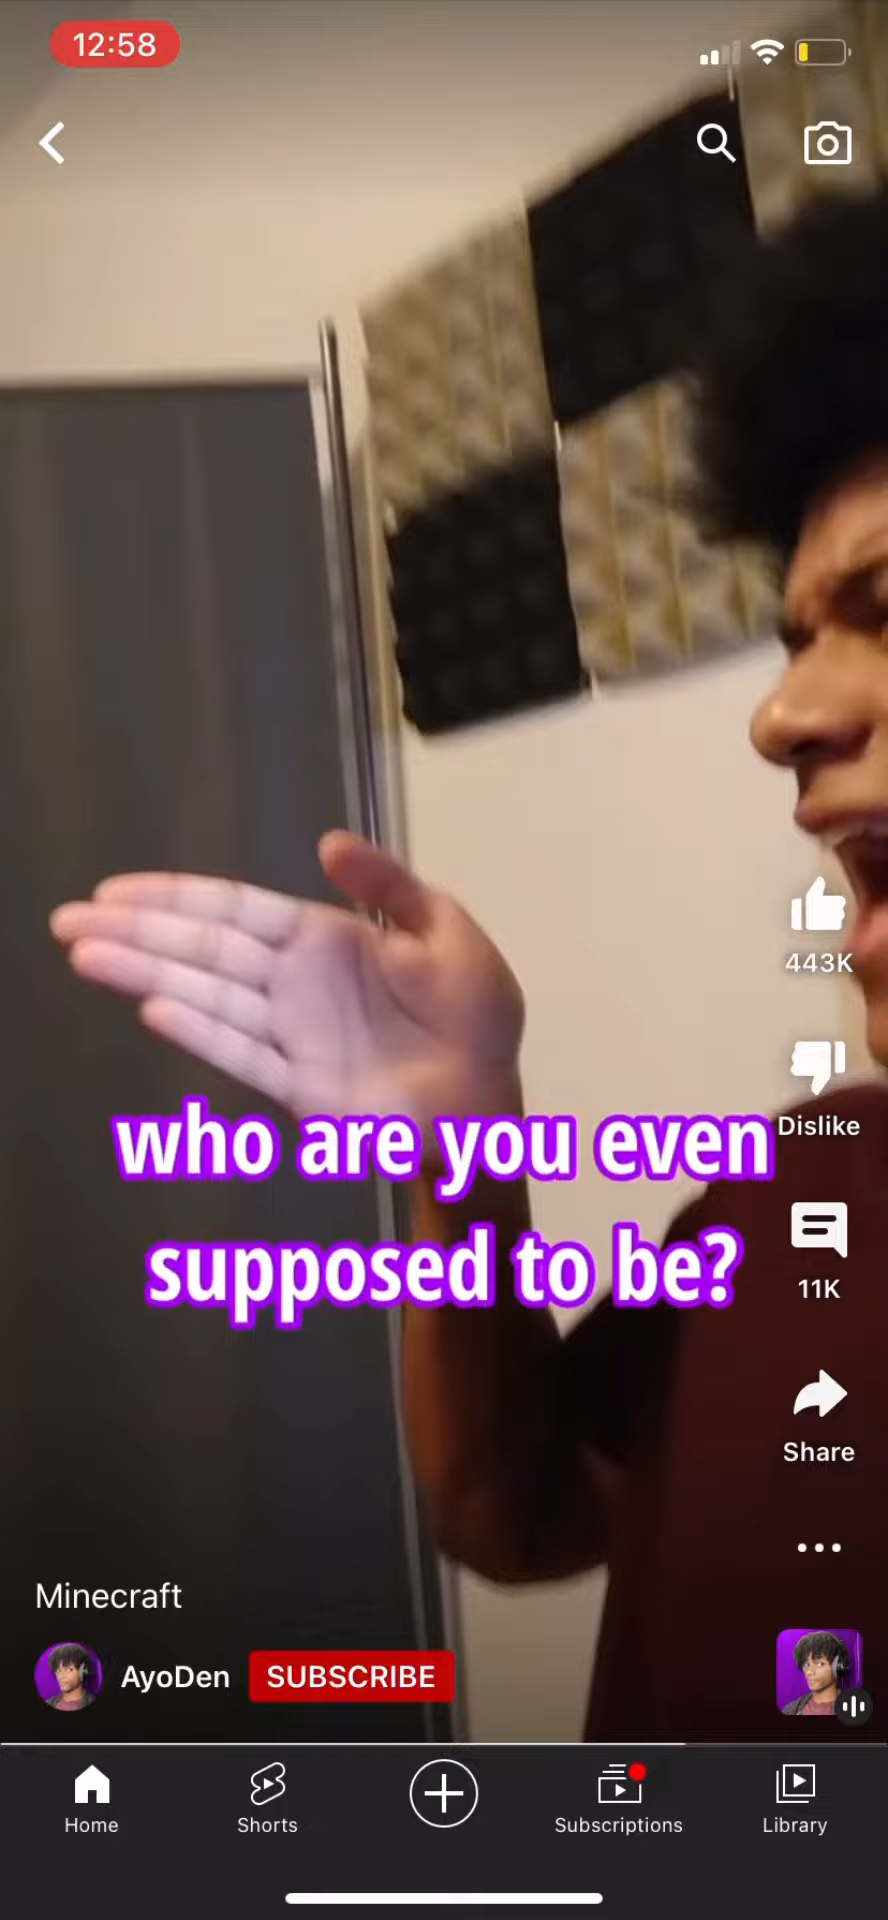 12:58
who are you even
supposed to be?
443K
Dislike
11K
Share
Minecraft
AyoDen
SUBSCRIBE
Home
Shorts
Subscriptions
Library